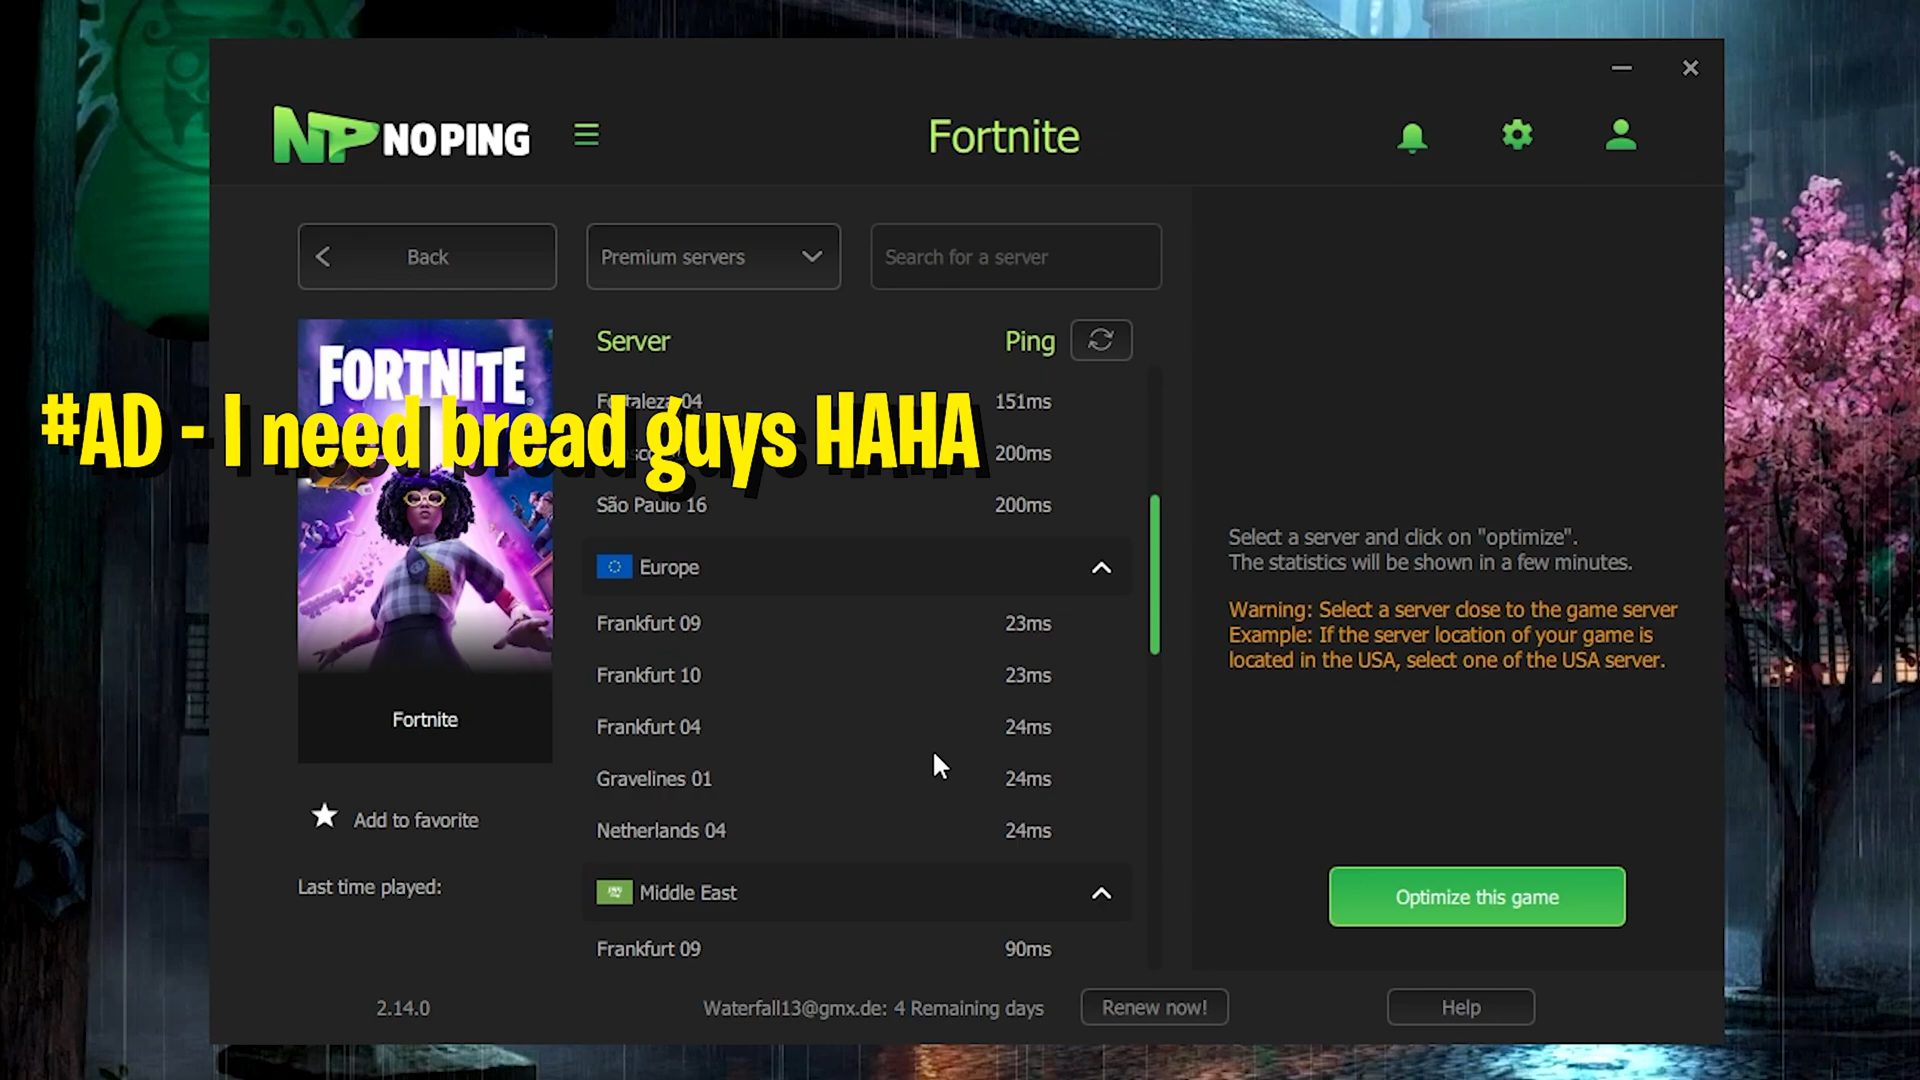 NP NOPING
Fortnite
Back
Premium servers
Search for a server
Server Ping
FORTNITE
151ms
#AD - I need bread guys HAHA
200ms
São Paulo 16 200ms
Europe
Frankfurt 09 23ms
Frankfurt 10 23ms
Frankfurt 04 24ms
Gravelines 01 24ms
Netherlands 04 24ms
Middle East
Frankfurt 09 90ms
Fortnite
Add to favorite
Last time played:
Select a server and click on "optimize".
The statistics will be shown in a few minutes.
Warning: Select a server close to the game server
Example: If the server location of your game is
located in the USA, select one of the USA server.
Optimize this game
2.14.0
Waterfall13@gmx.de: 4 Remaining days
Renew now!
Help